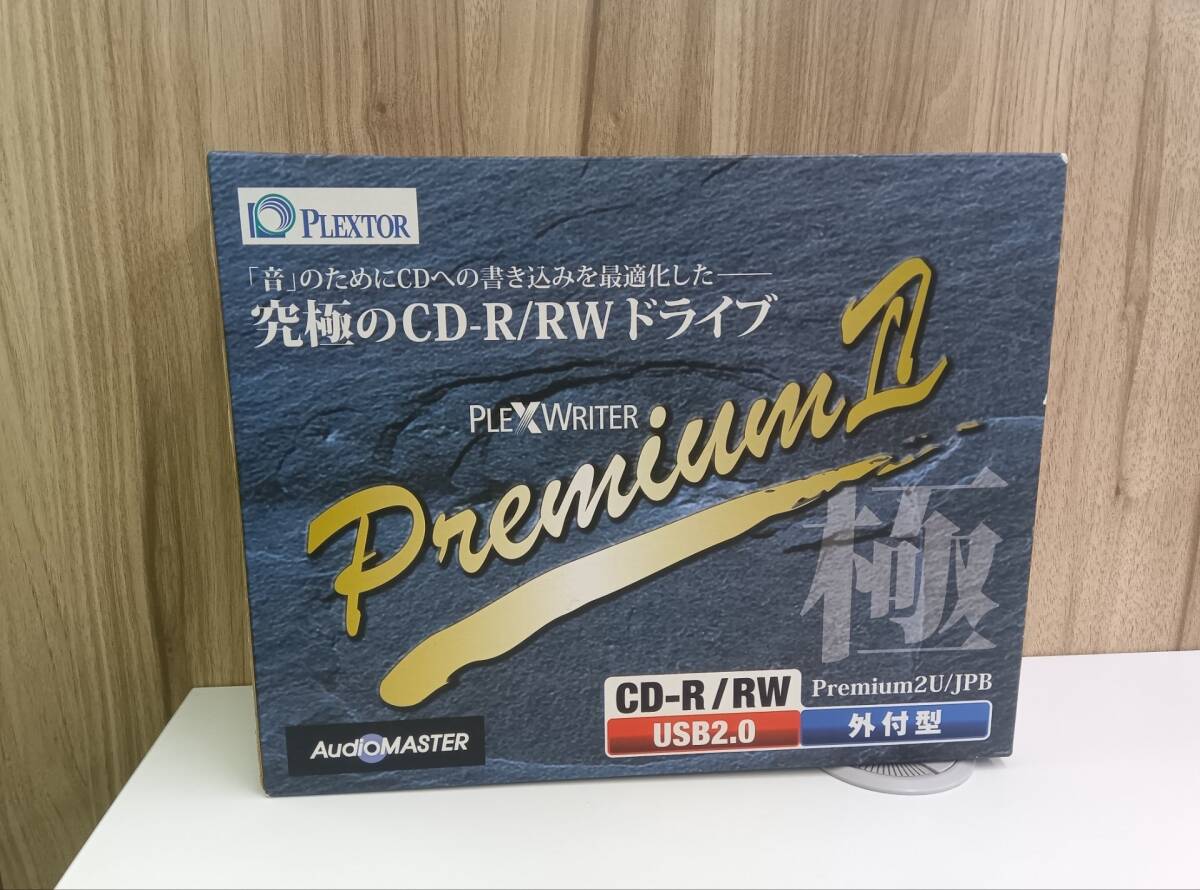 PLEXTOR
「音」のためにCDへの書き込みを最適化した――
究極のCD-R/RWドライブ
PLEXWRITER
Premium II
極
CD-R/RW
Premium2U/JPB
USB2.0
外付型
AudioMASTER